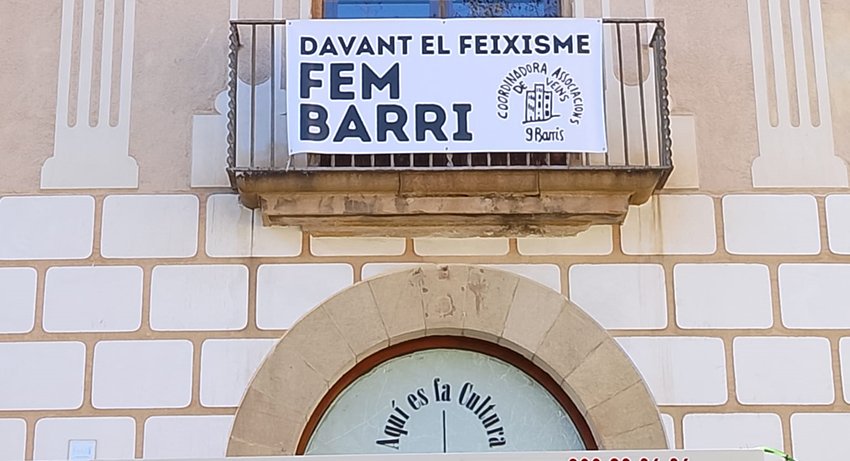 DAVANT EL FEIXISME
FEM
BARRI
COORDINADORA ASSOCIACIONS
DE VEÏNS
9 Barris
Aquí es fa Cultura